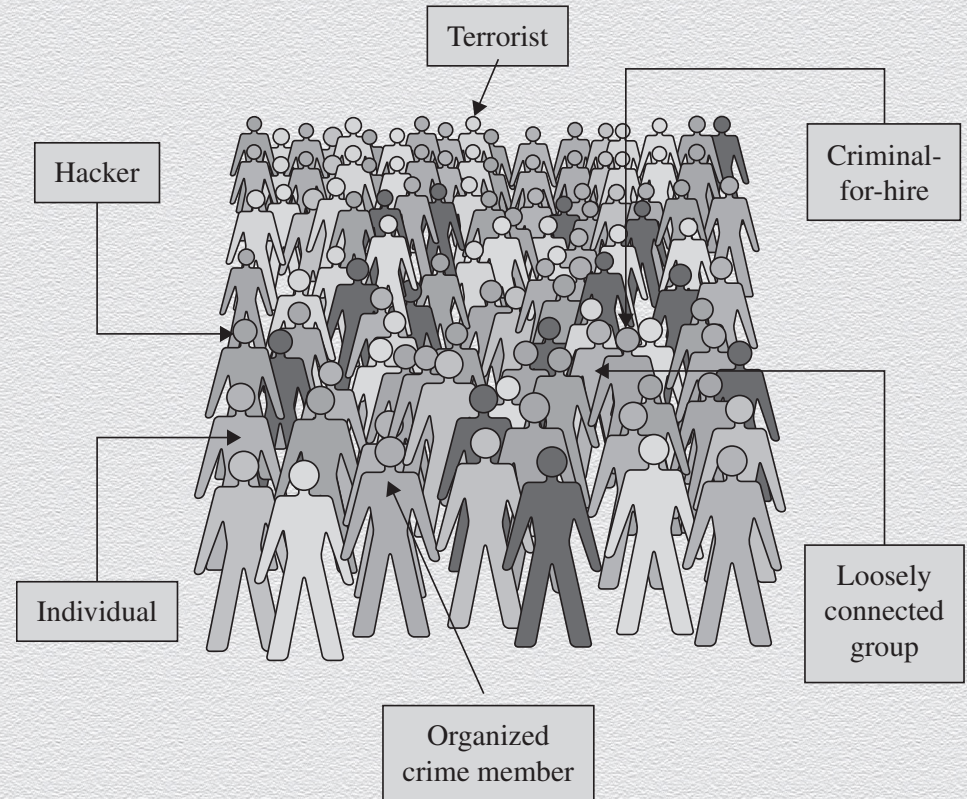 Terrorist
Hacker
Criminal-
for-hire
Individual
Loosely
connected
group
Organized
crime member